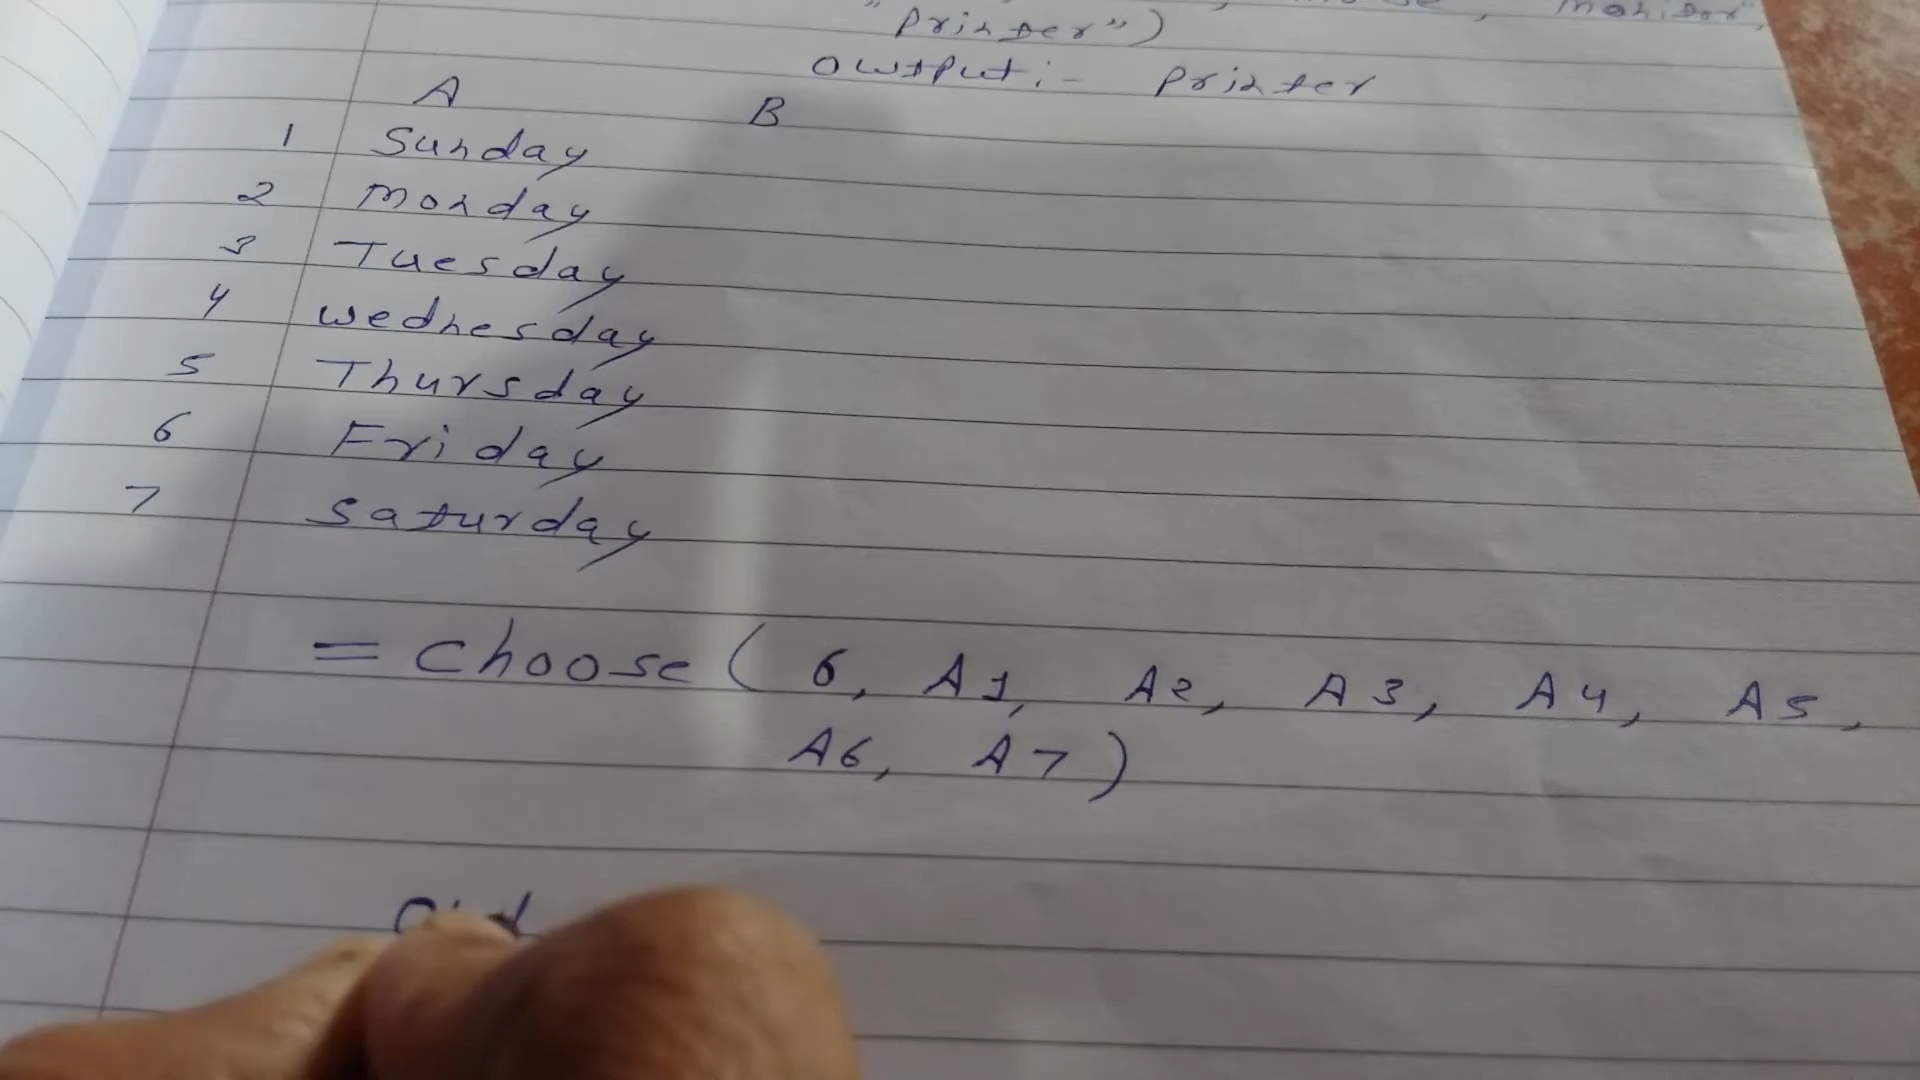 "Printer")
output:- Printer
A B
1 Sunday
2 Monday
3 Tuesday
4 wednesday
5 Thursday
6 Friday
7 saturday
= choose ( 6, A1, A2, A3, A4, A5,
A6, A7 )